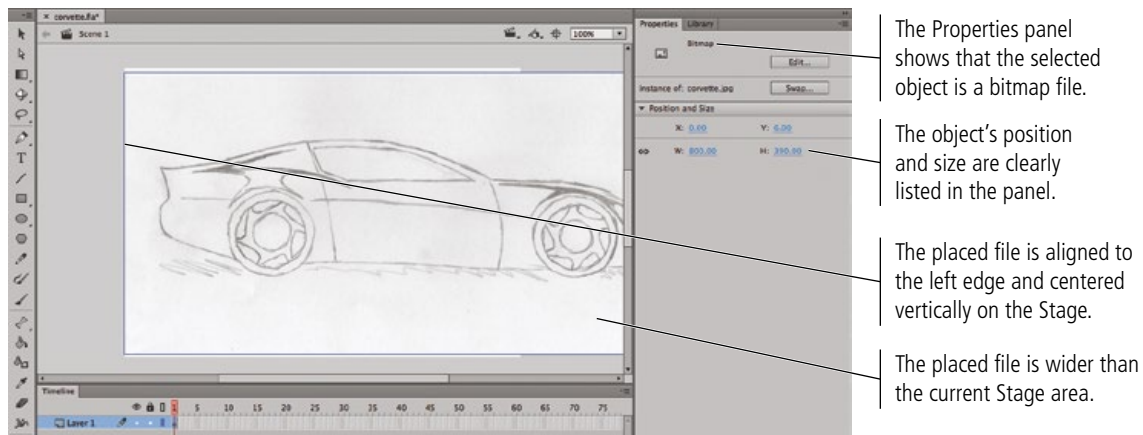 corvette.fla*
Scene 1
100%
Properties Library
Bitmap
Edit...
Instance of: corvette.jpg
Swap...
Position and Size
X: 0.00 Y: 6.00
W: 800.00 H: 390.00
Timeline
1 5 10 15 20 25 30 35 40 45 50 55 60 65 70 75
Layer 1
The Properties panel
shows that the selected
object is a bitmap file.
The object’s position
and size are clearly
listed in the panel.
The placed file is aligned to
the left edge and centered
vertically on the Stage.
The placed file is wider than
the current Stage area.